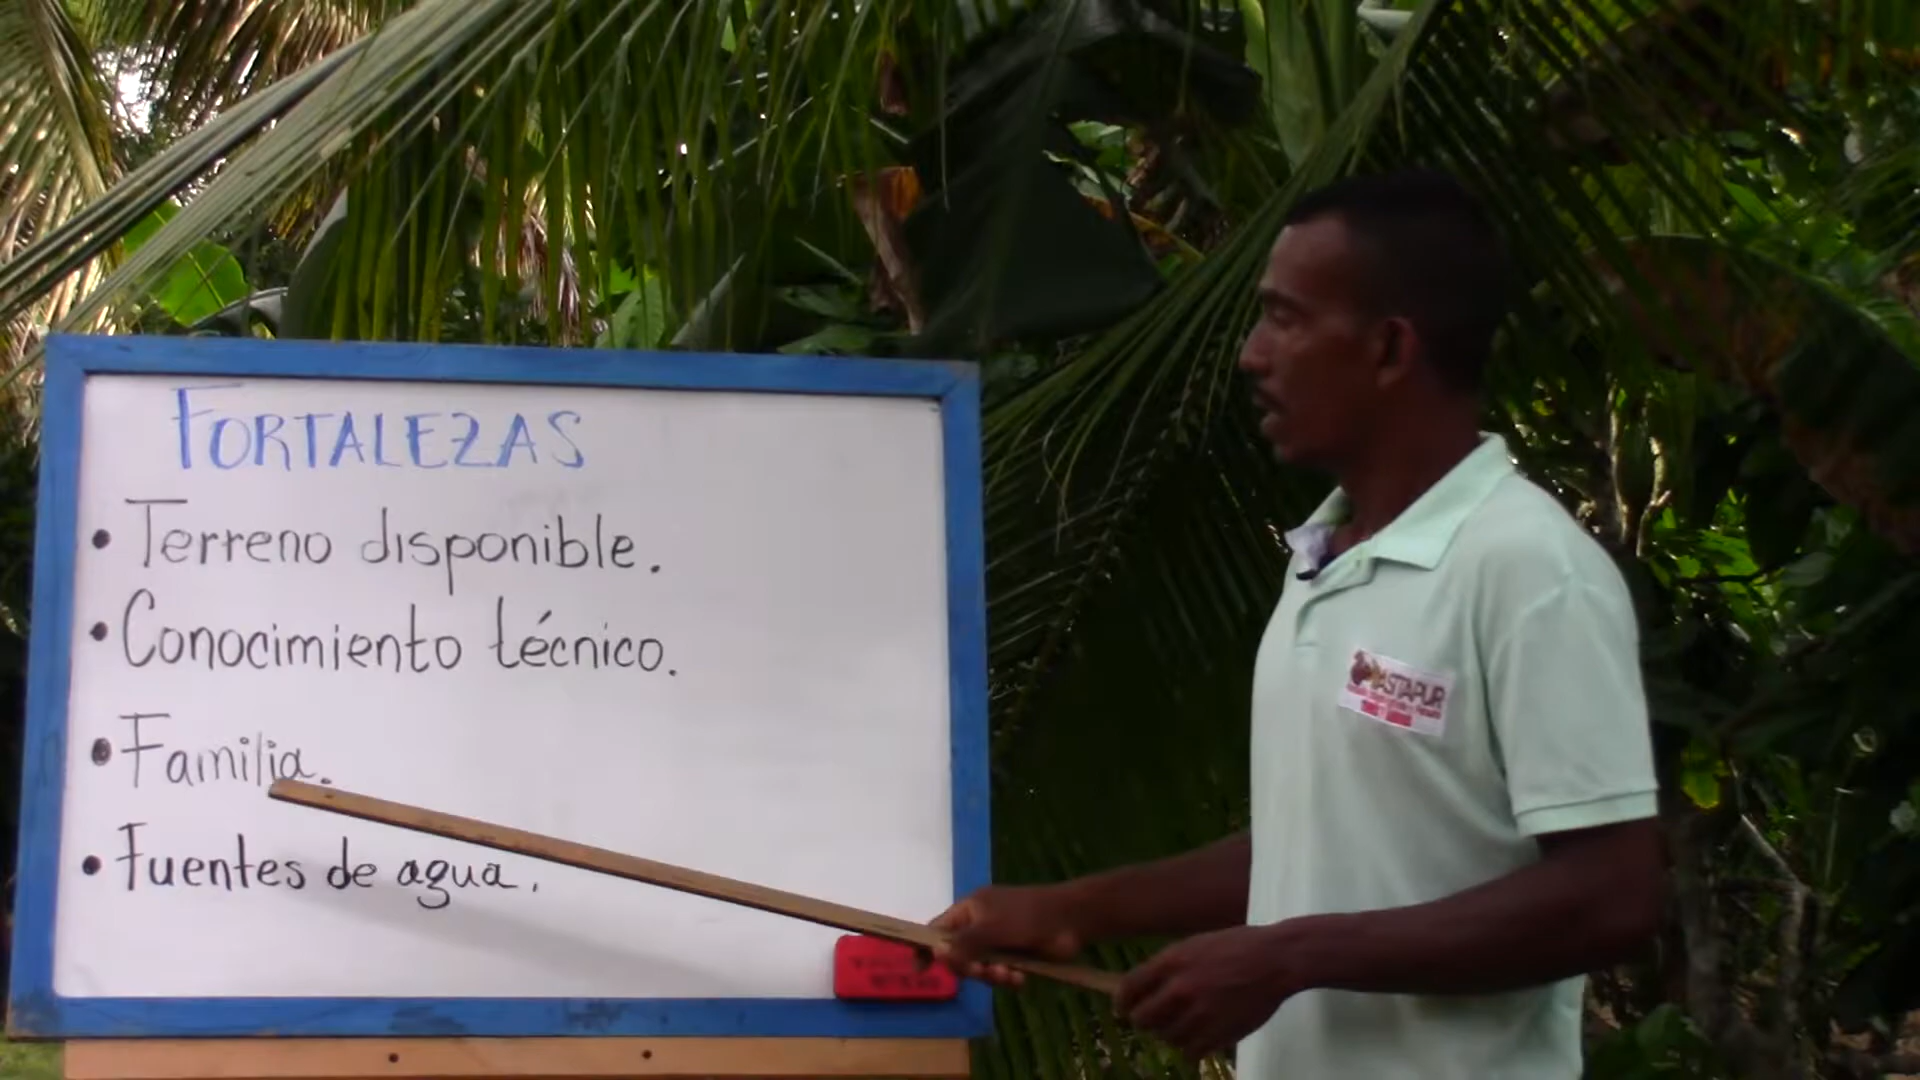 FORTALEZAS
• Terreno disponible.
• Conocimiento técnico.
• Familia.
• Fuentes de agua.